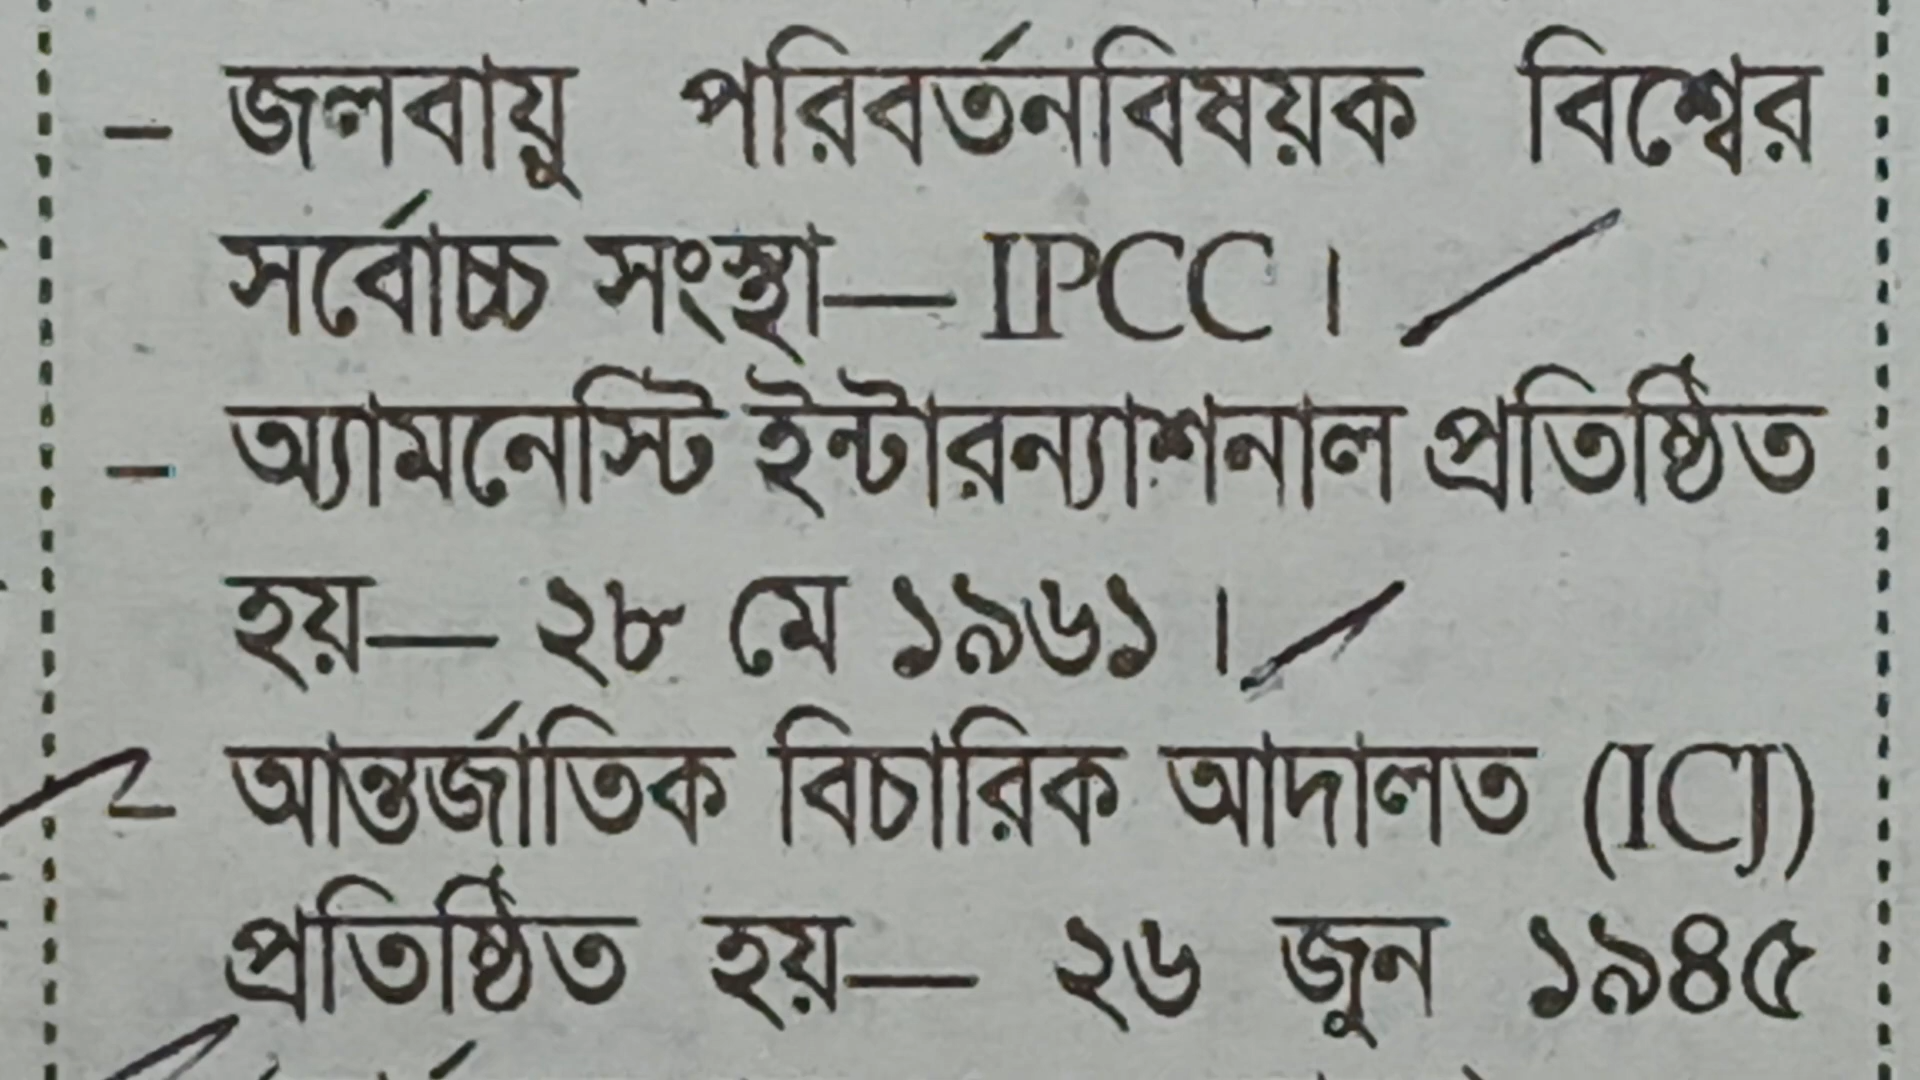 – জলবায়ু পরিবর্তনবিষয়ক বিশ্বের
সর্বোচ্চ সংস্থা— IPCC ।
– অ্যামনেস্টি ইন্টারন্যাশনাল প্রতিষ্ঠিত
হয়— ২৮ মে ১৯৬১ ।
– আন্তর্জাতিক বিচারিক আদালত (ICJ)
প্রতিষ্ঠিত হয়— ২৬ জুন ১৯৪৫